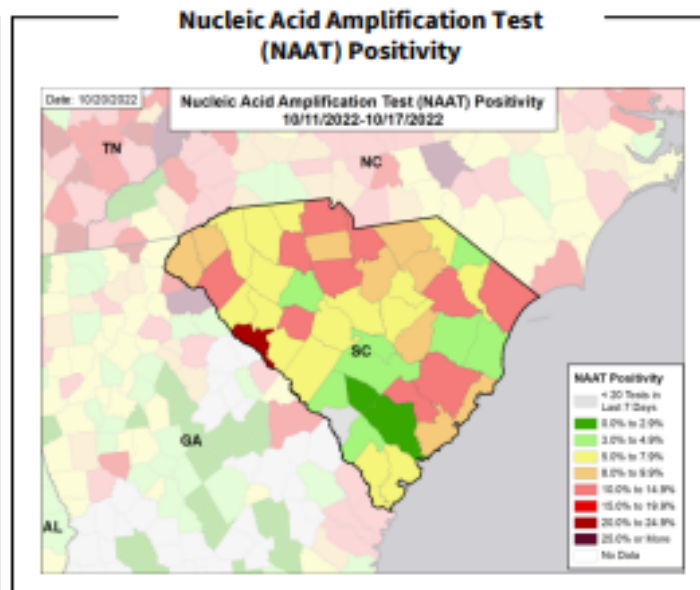 Nucleic Acid Amplification Test
(NAAT) Positivity
Date: 10/20/2022
Nucleic Acid Amplification Test (NAAT) Positivity
10/11/2022-10/17/2022
TN
NC
SC
GA
AL
NAAT Positivity
< 20 Tests in
Last 7 Days
0.0% to 2.9%
3.0% to 4.9%
5.0% to 7.9%
8.0% to 9.9%
10.0% to 14.9%
15.0% to 19.9%
20.0% to 24.9%
25.0% or More
No Data